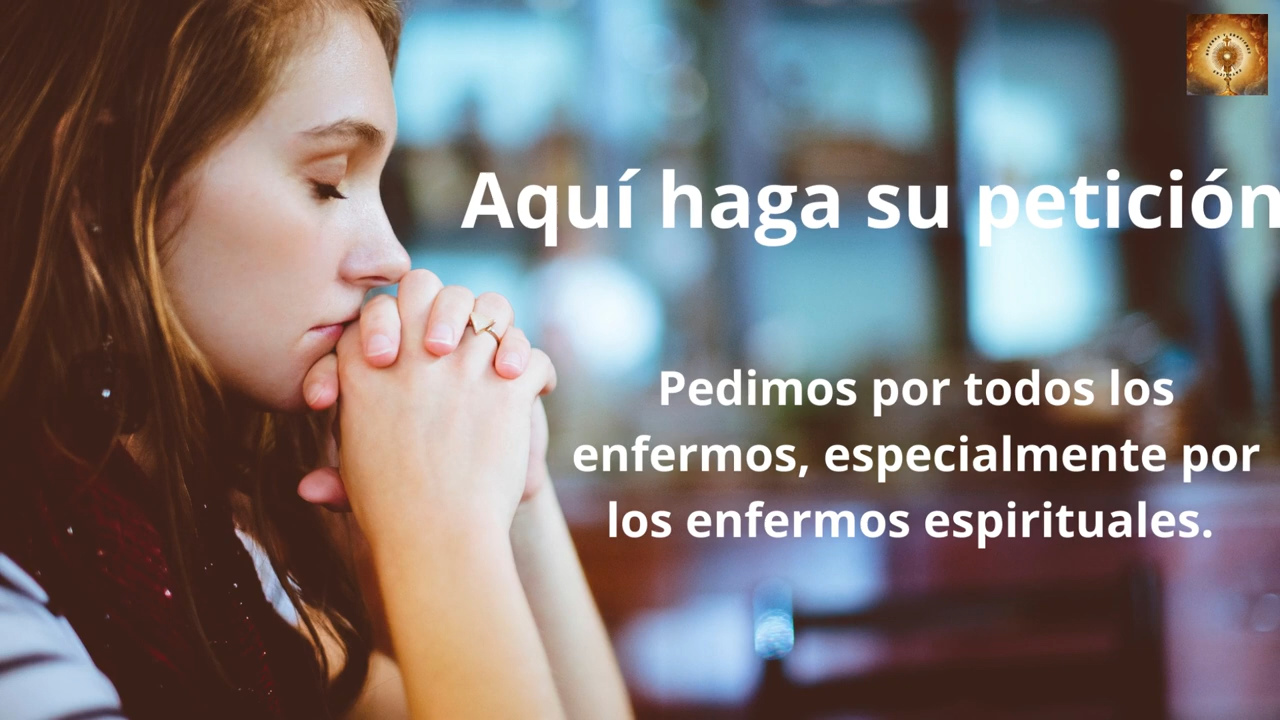 Aquí haga su petición
Pedimos por todos los
enfermos, especialmente por
los enfermos espirituales.